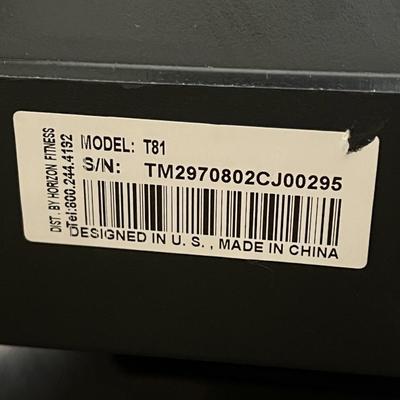 DIST. BY HORIZON FITNESS
Tel:800.244.4192
MODEL: T81
S/N: TM2970802CJ00295
DESIGNED IN U. S. , MADE IN CHINA